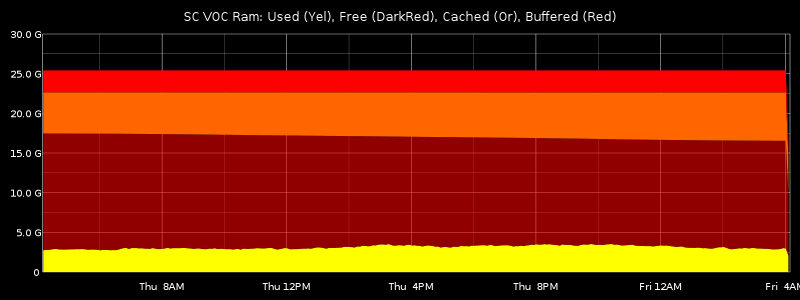 SC VOC Ram: Used (Yel), Free (DarkRed), Cached (Or), Buffered (Red)
30.0 G
25.0 G
20.0 G
15.0 G
10.0 G
5.0 G
0
Thu 8AM Thu 12PM Thu 4PM Thu 8PM Fri 12AM Fri 4AM